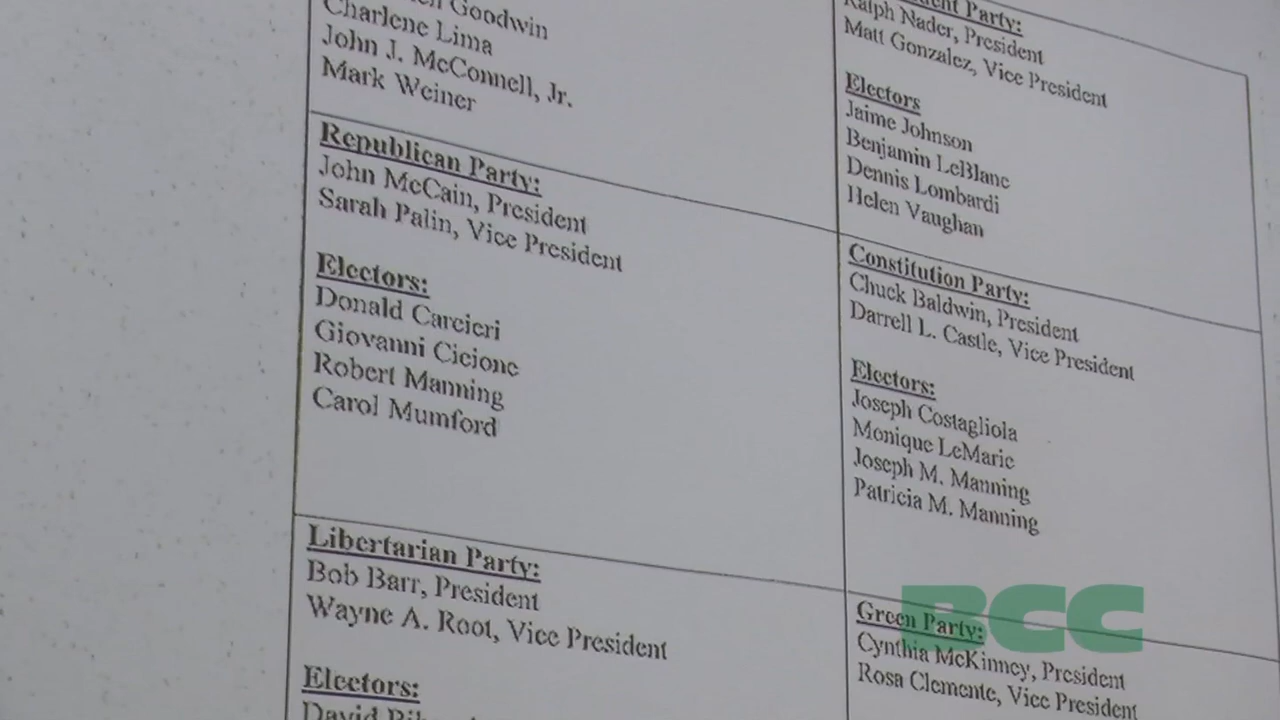 Goodwin
Charlene Lima
John J. McConnell, Jr.
Mark Weiner
Republican Party:
John McCain, President
Sarah Palin, Vice President
Electors:
Donald Carcieri
Giovanni Cicione
Robert Manning
Carol Mumford
Libertarian Party:
Bob Barr, President
Wayne A. Root, Vice President
Electors:
David
Party:
Ralph Nader, President
Matt Gonzalez, Vice President
Electors
Jaime Johnson
Benjamin LeBlanc
Dennis Lombardi
Helen Vaughan
Constitution Party:
Chuck Baldwin, President
Darrell L. Castle, Vice President
Electors:
Joseph Costagliola
Monique LeMarie
Joseph M. Manning
Patricia M. Manning
Green Party:
Cynthia McKinney, President
Rosa Clemente, Vice President
BCC